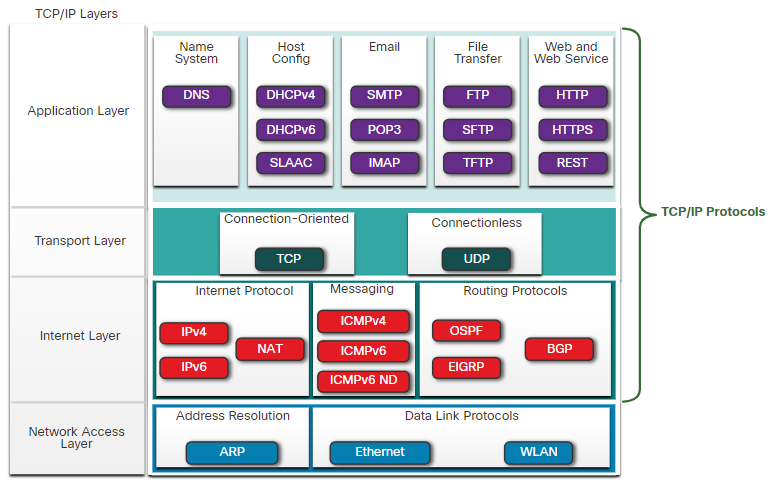 TCP/IP Layers
Application Layer
Name
System
DNS
Host
Config
DHCPv4
DHCPv6
SLAAC
Email
SMTP
POP3
IMAP
File
Transfer
FTP
SFTP
TFTP
Web and
Web Service
HTTP
HTTPS
REST
TCP/IP Protocols
Transport Layer
Connection-Oriented
TCP
Connectionless
UDP
Internet Layer
Internet Protocol
IPv4
IPv6
NAT
Messaging
ICMPv4
ICMPv6
ICMPv6 ND
Routing Protocols
OSPF
EIGRP
BGP
Network Access
Layer
Address Resolution
ARP
Data Link Protocols
Ethernet
WLAN